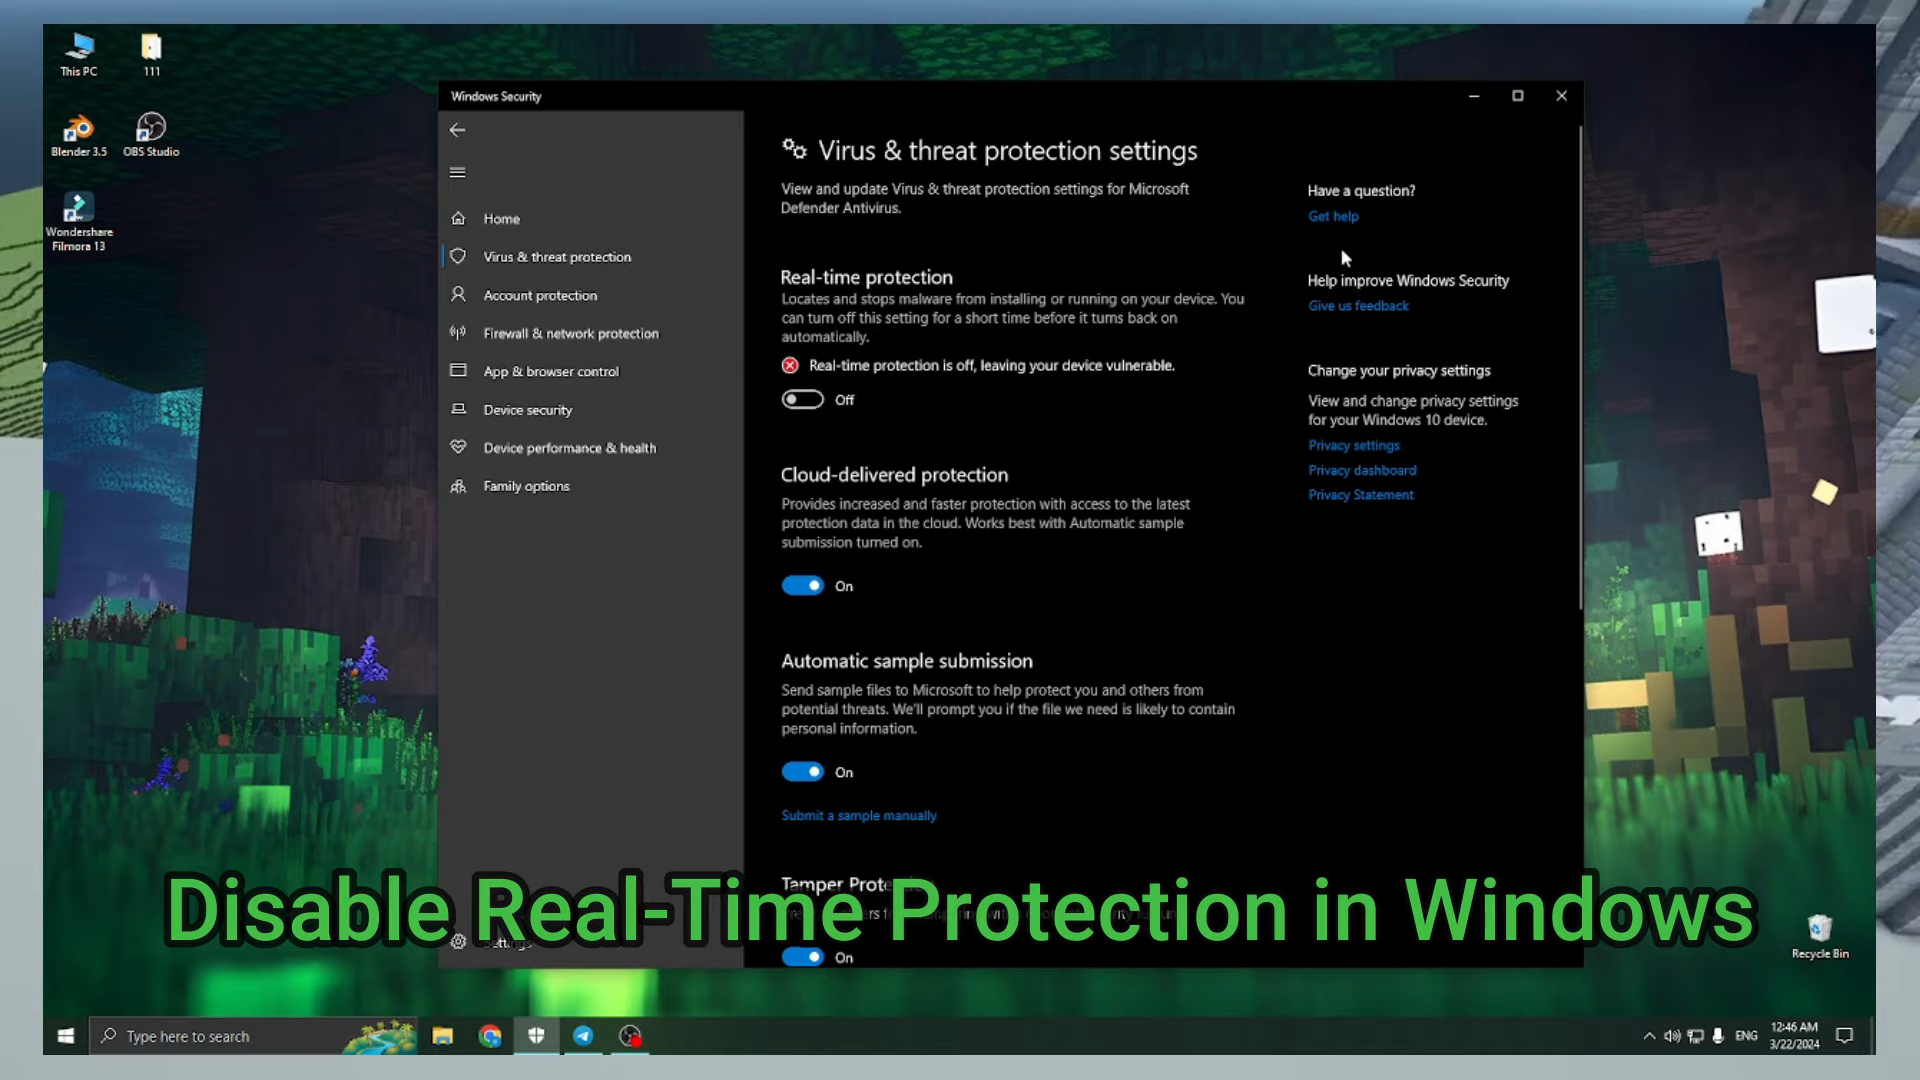 This PC
111
Blender 3.5
OBS Studio
Wondershare
Filmora 13
Windows Security
Home
Virus & threat protection
Account protection
Firewall & network protection
App & browser control
Device security
Device performance & health
Family options
Settings
Virus & threat protection settings
View and update Virus & threat protection settings for Microsoft
Defender Antivirus.
Real-time protection
Locates and stops malware from installing or running on your device. You
can turn off this setting for a short time before it turns back on
automatically.
Real-time protection is off, leaving your device vulnerable.
Off
Cloud-delivered protection
Provides increased and faster protection with access to the latest
protection data in the cloud. Works best with Automatic sample
submission turned on.
On
Automatic sample submission
Send sample files to Microsoft to help protect you and others from
potential threats. We'll prompt you if the file we need is likely to contain
personal information.
On
Submit a sample manually
Tamper
On
Have a question?
Get help
Help improve Windows Security
Give us feedback
Change your privacy settings
View and change privacy settings
for your Windows 10 device.
Privacy settings
Privacy dashboard
Privacy Statement
Disable Real-Time Protection in Windows
Recycle Bin
Type here to search
ENG
12:46 AM
3/22/2024